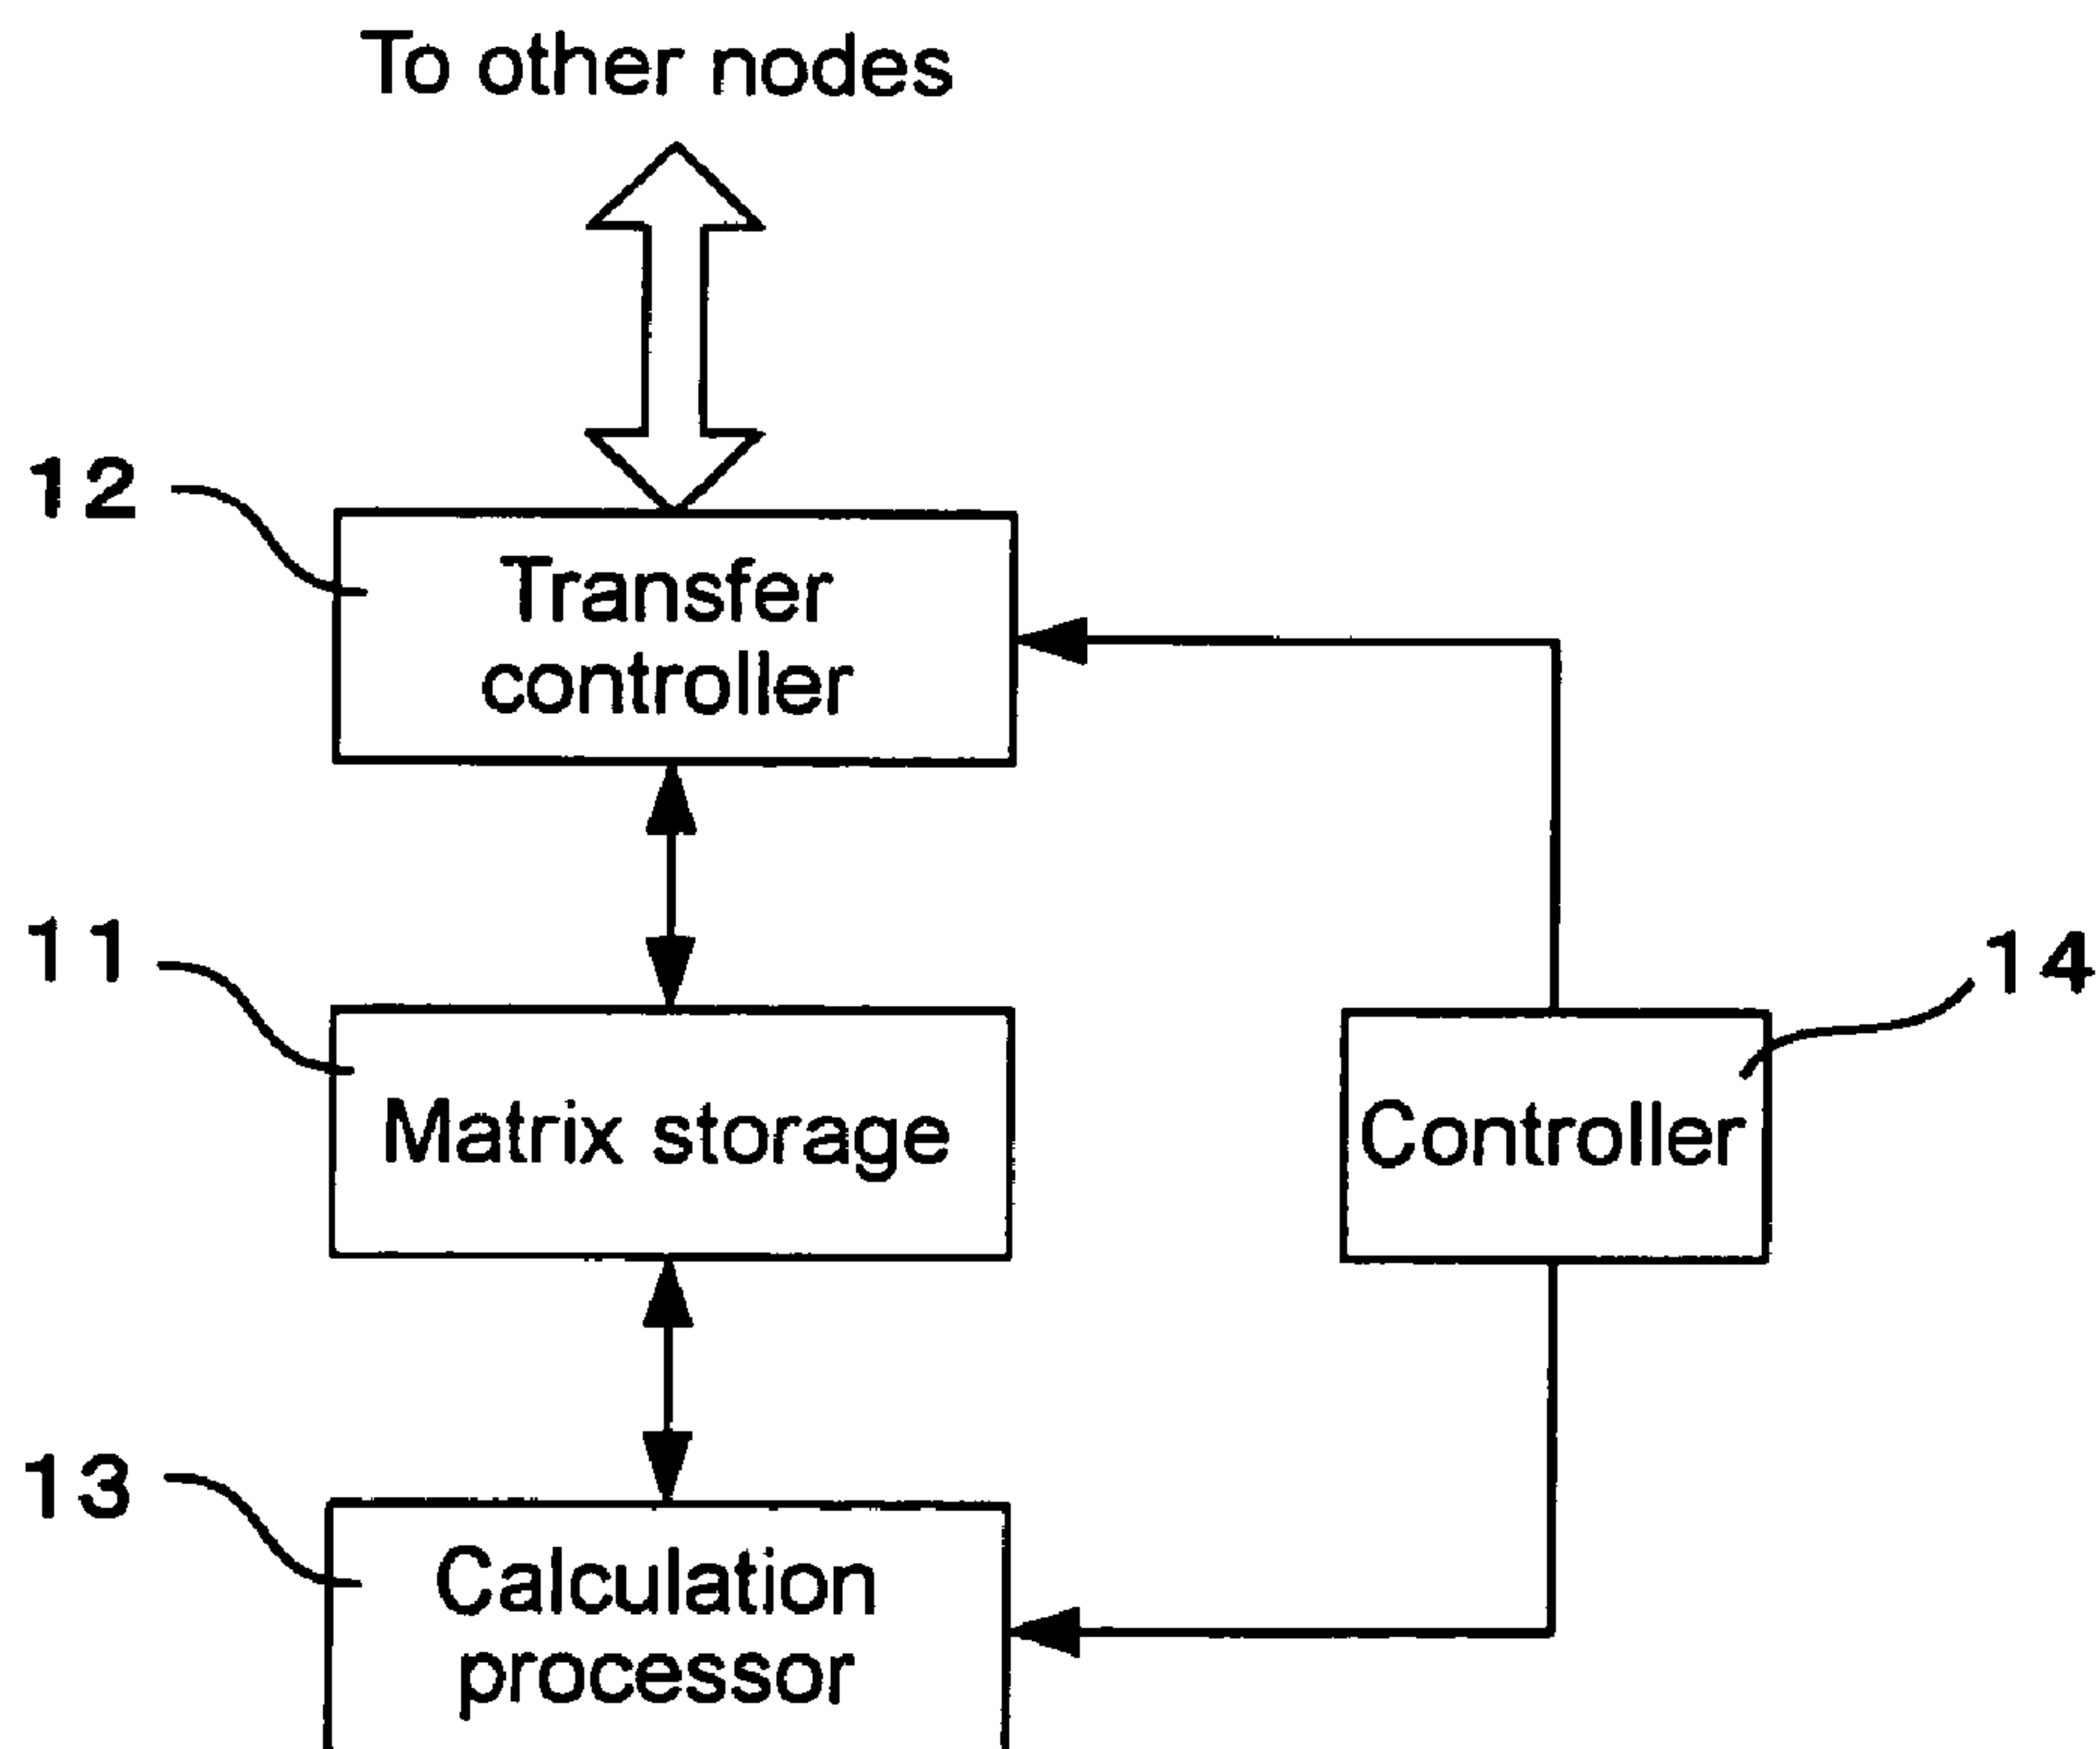 To other nodes
12
Transfer
controller
11
14
Matrix storage
Controller
13
Calculation
processor